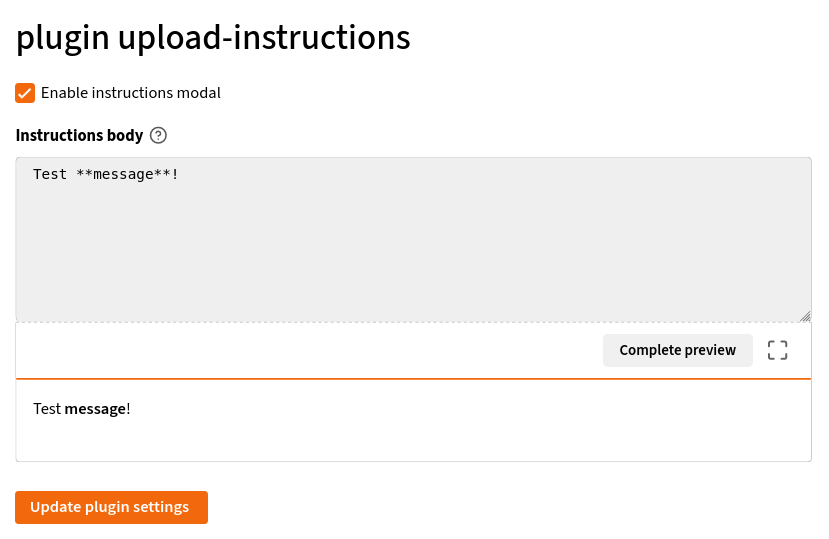 plugin upload-instructions
Enable instructions modal
Instructions body ?
Test **message**!
Complete preview
Test message!
Update plugin settings